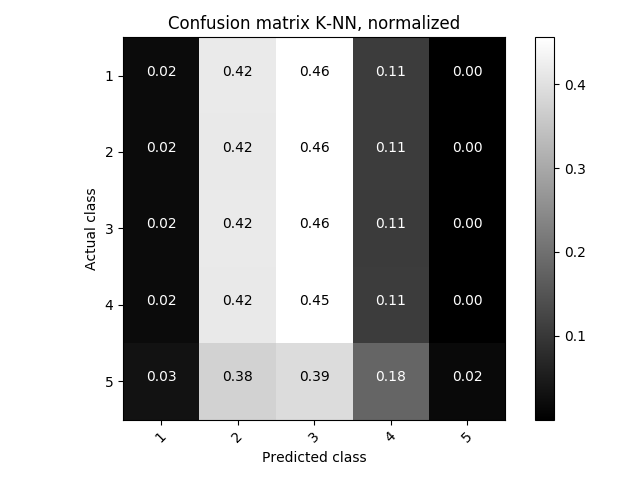 Confusion matrix K-NN, normalized
1 0.02 0.42 0.46 0.11 0.00
2 0.02 0.42 0.46 0.11 0.00
3 0.02 0.42 0.46 0.11 0.00
4 0.02 0.42 0.45 0.11 0.00
5 0.03 0.38 0.39 0.18 0.02
Actual class
1 2 3 4 5
Predicted class
0.4
0.3
0.2
0.1